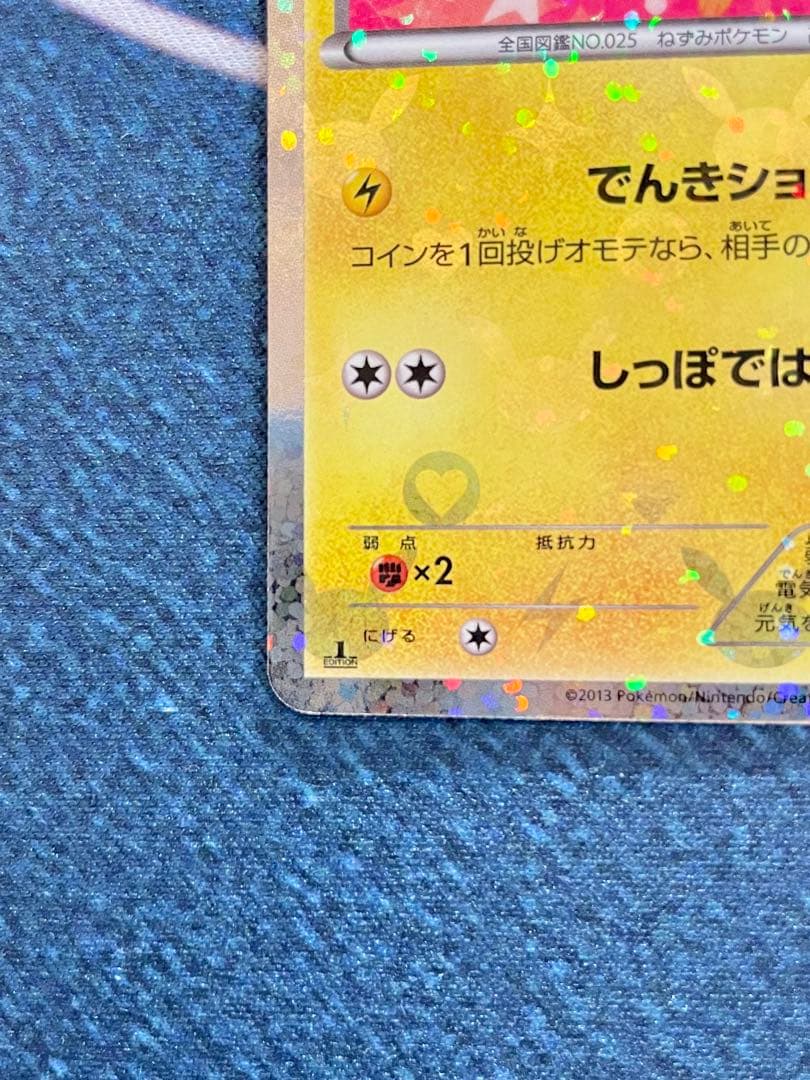 全国図鑑NO.025 ねずみポケモン
でんきショ
かい な あいて
コインを1回投げオモテなら、相手の
しっぽでは
弱点 抵抗力
×2
でん
電気
げんき
元気を
にげる
1
EDITION
©2013 Pokémon/Nintendo/Crea